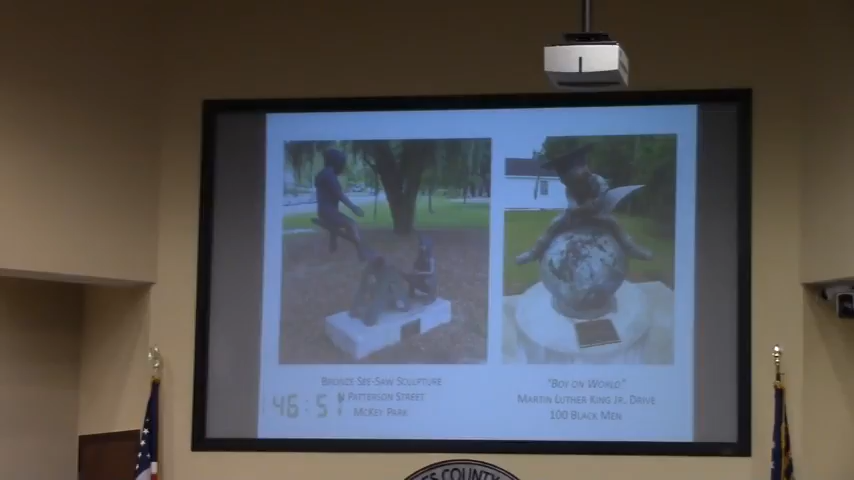 BRONZE SEE-SAW SCULPTURE
N PATTERSON STREET
MCKEY PARK
46:51
"BOY ON WORLD"
MARTIN LUTHER KING JR. DRIVE
100 BLACK MEN
COUNTY